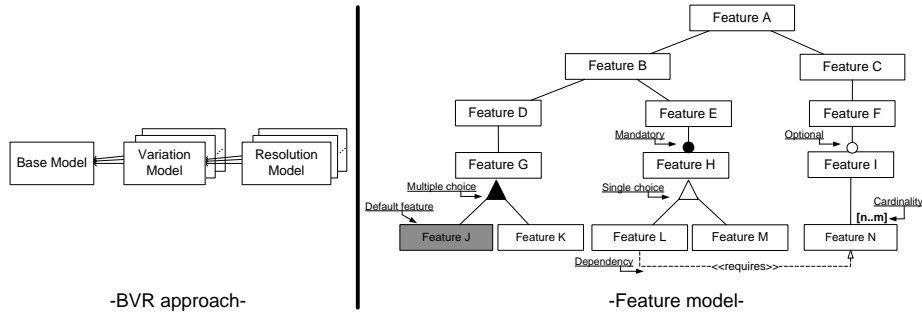 Base Model
Variation
Model
Resolution
Model
-BVR approach-
Feature A
Feature B
Feature C
Feature D
Feature E
Feature F
Mandatory
Optional
Feature G
Feature H
Feature I
Multiple choice
Single choice
Cardinality
Default feature
[n..m]
Feature J
Feature K
Feature L
Feature M
Feature N
Dependency
<<requires>>
-Feature model-